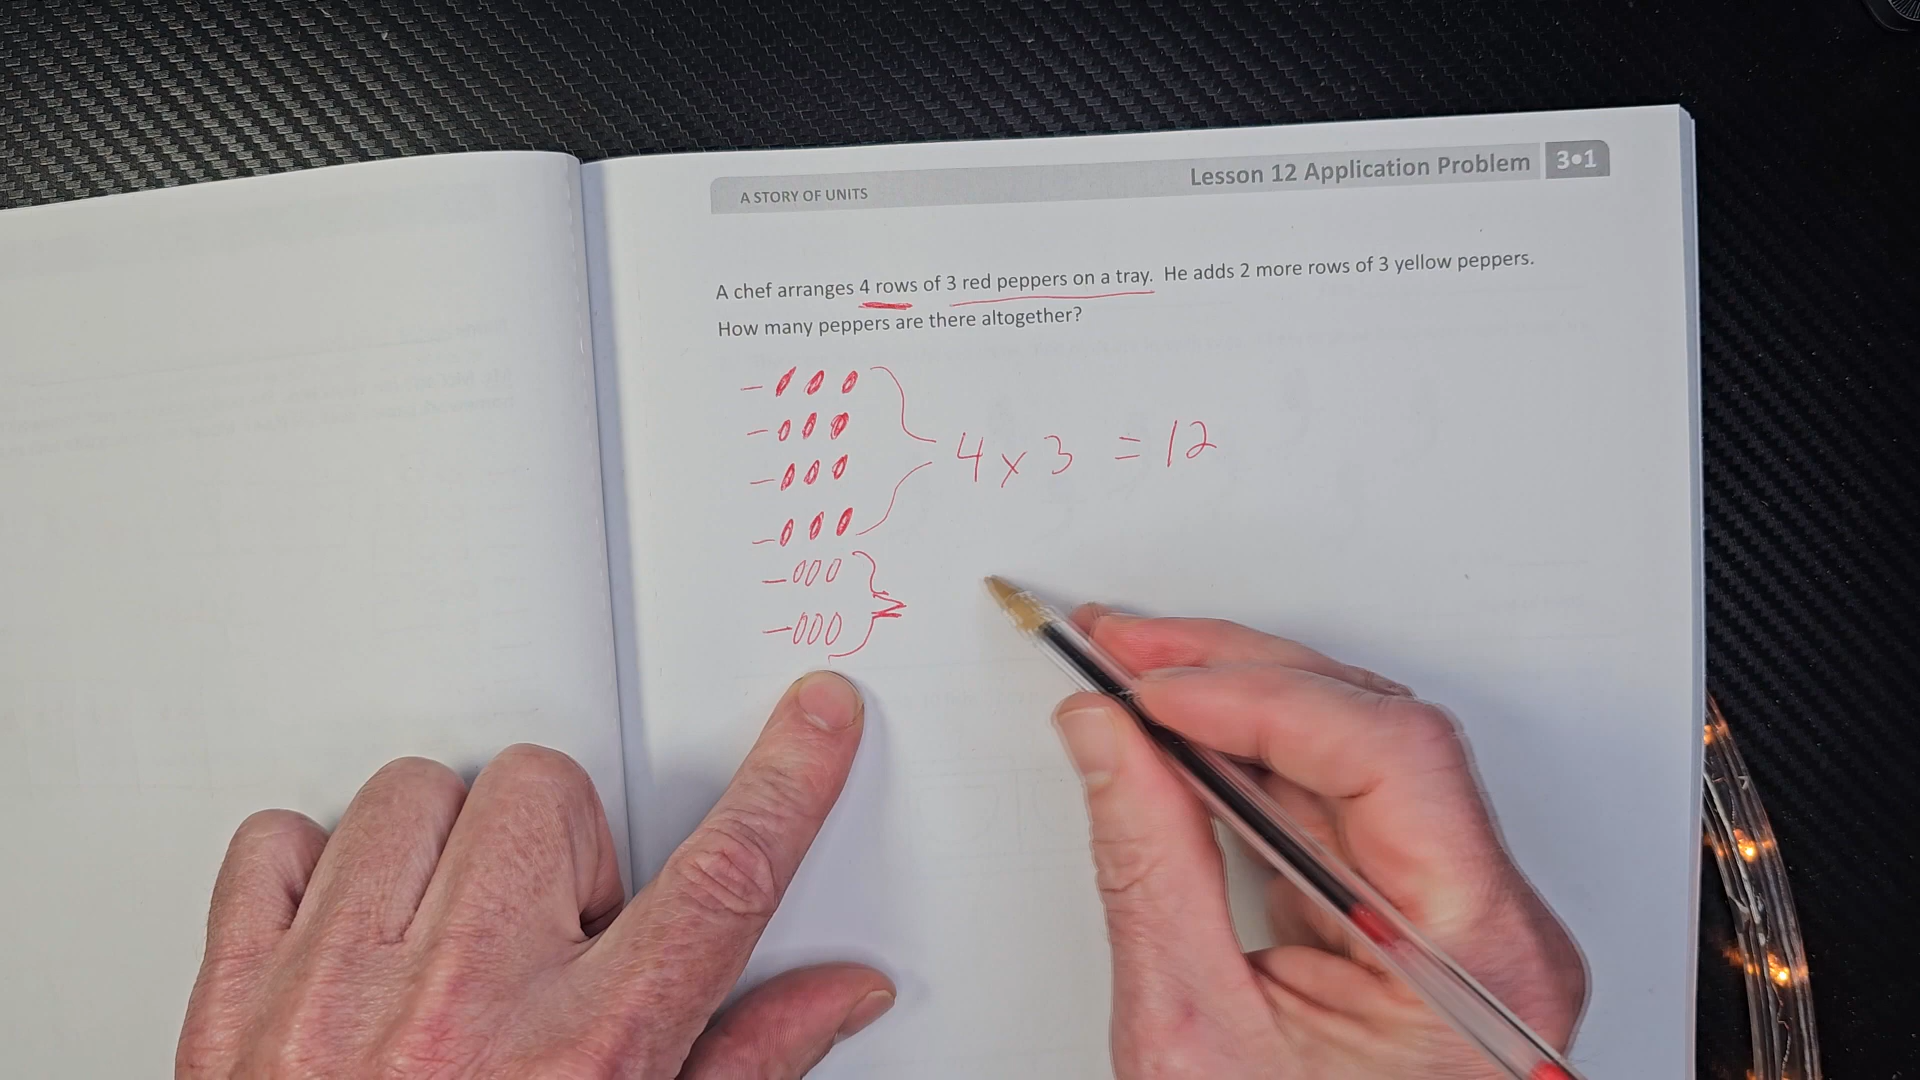 A STORY OF UNITS
Lesson 12 Application Problem 3•1
A chef arranges 4 rows of 3 red peppers on a tray. He adds 2 more rows of 3 yellow peppers.
How many peppers are there altogether?
4 x 3 = 12